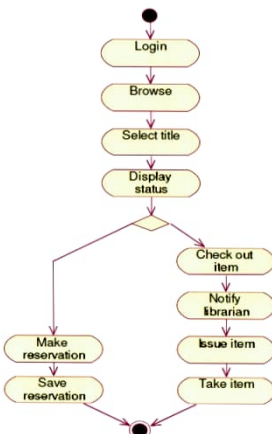 Login
Browse
Select title
Display
status
Check out
item
Notify
librarian
Make
reservation
Issue item
Save
reservation
Take item